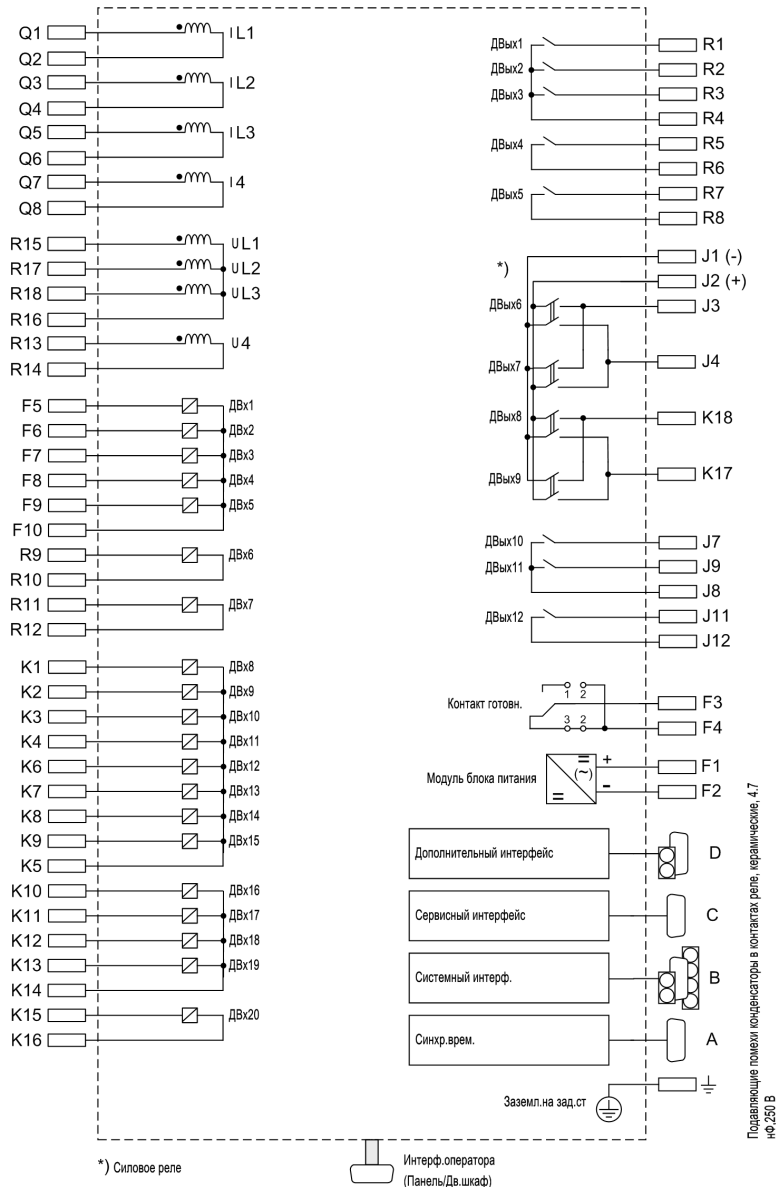 Q1 IL1
Q2
Q3 IL2
Q4
Q5 IL3
Q6
Q7 I4
Q8
R15 UL1
R17 UL2
R18 UL3
R16
R13 U4
R14
F5 ДВх1
F6 ДВх2
F7 ДВх3
F8 ДВх4
F9 ДВх5
F10
R9 ДВх6
R10
R11 ДВх7
R12
K1 ДВх8
K2 ДВх9
K3 ДВх10
K4 ДВх11
K6 ДВх12
K7 ДВх13
K8 ДВх14
K9 ДВх15
K5
K10 ДВх16
K11 ДВх17
K12 ДВх18
K13 ДВх19
K14
K15 ДВх20
K16
ДВых1 R1
ДВых2 R2
ДВых3 R3
R4
ДВых4 R5
R6
ДВых5 R7
R8
*) J1 (-)
J2 (+)
ДВых6 J3
ДВых7 J4
ДВых8 K18
ДВых9 K17
ДВых10 J7
ДВых11 J9
J8
ДВых12 J11
J12
1 2
Контакт готовн. F3
3 2 F4
= + F1
Модуль блока питания (~)
= - F2
Дополнительный интерфейс D
Сервисный интерфейс C
Системный интерф. B
Синхр.врем. A
Заземл.на зад.ст
*) Силовое реле
Интерф.оператора
(Панель/Дв.шкаф)
Подавляющие помехи конденсаторы в контактах реле, керамические, 4.7
нФ,250 В